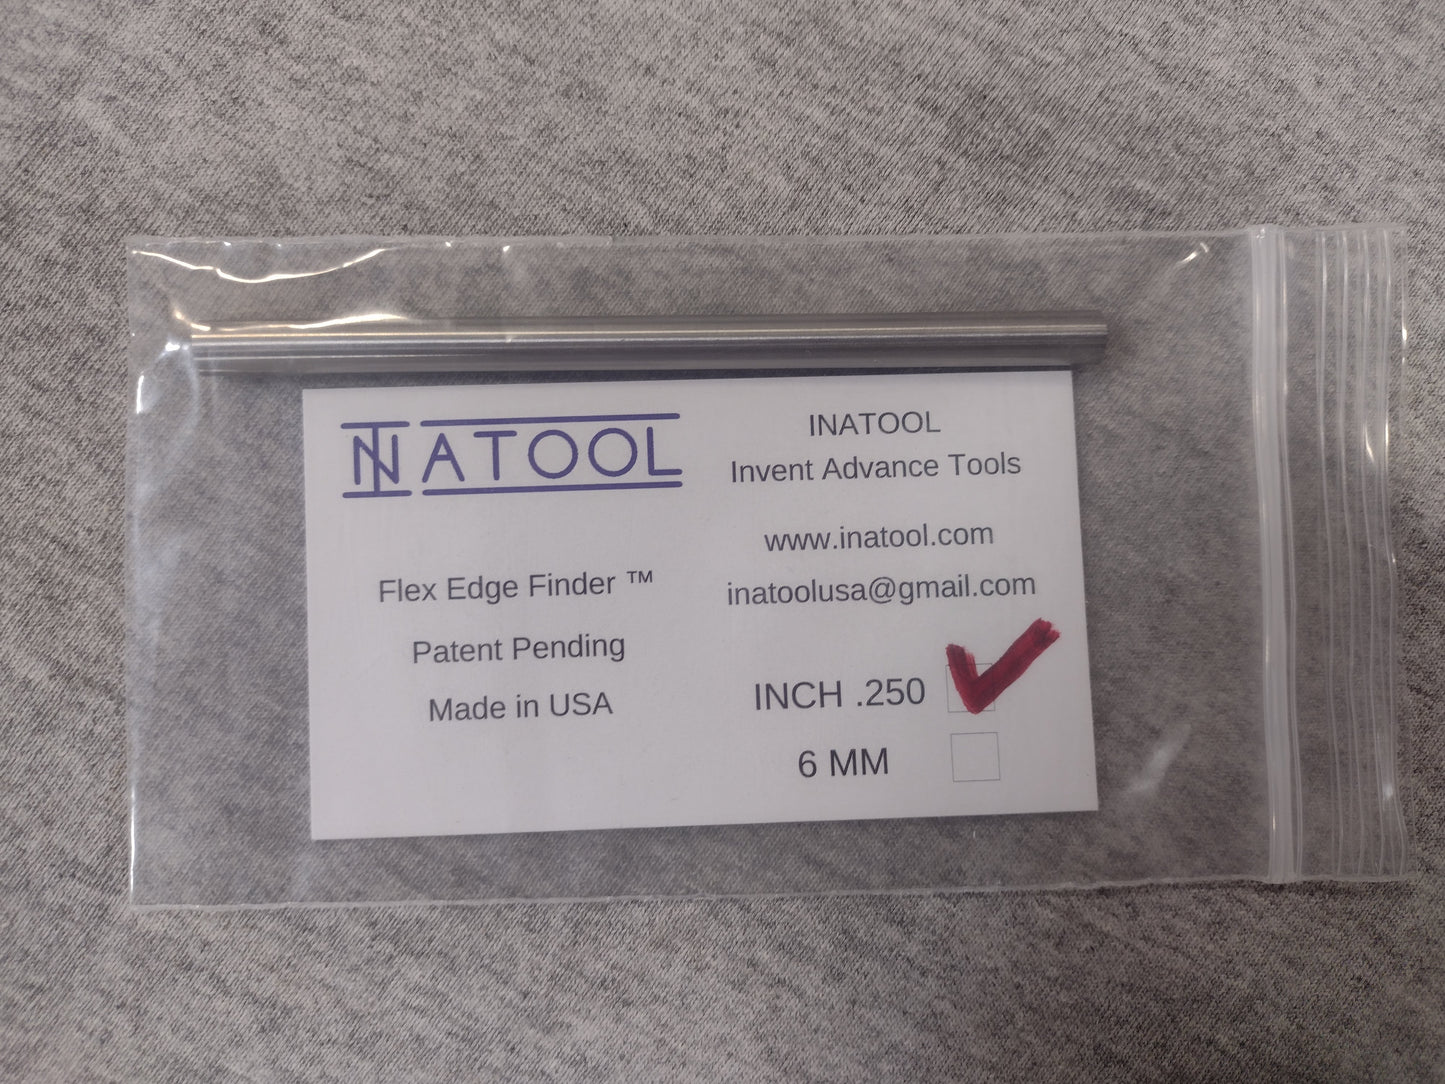 INATOOL
Flex Edge Finder ™
Patent Pending
Made in USA
INATOOL
Invent Advance Tools
www.inatool.com
inatoolusa@gmail.com
INCH .250
6 MM